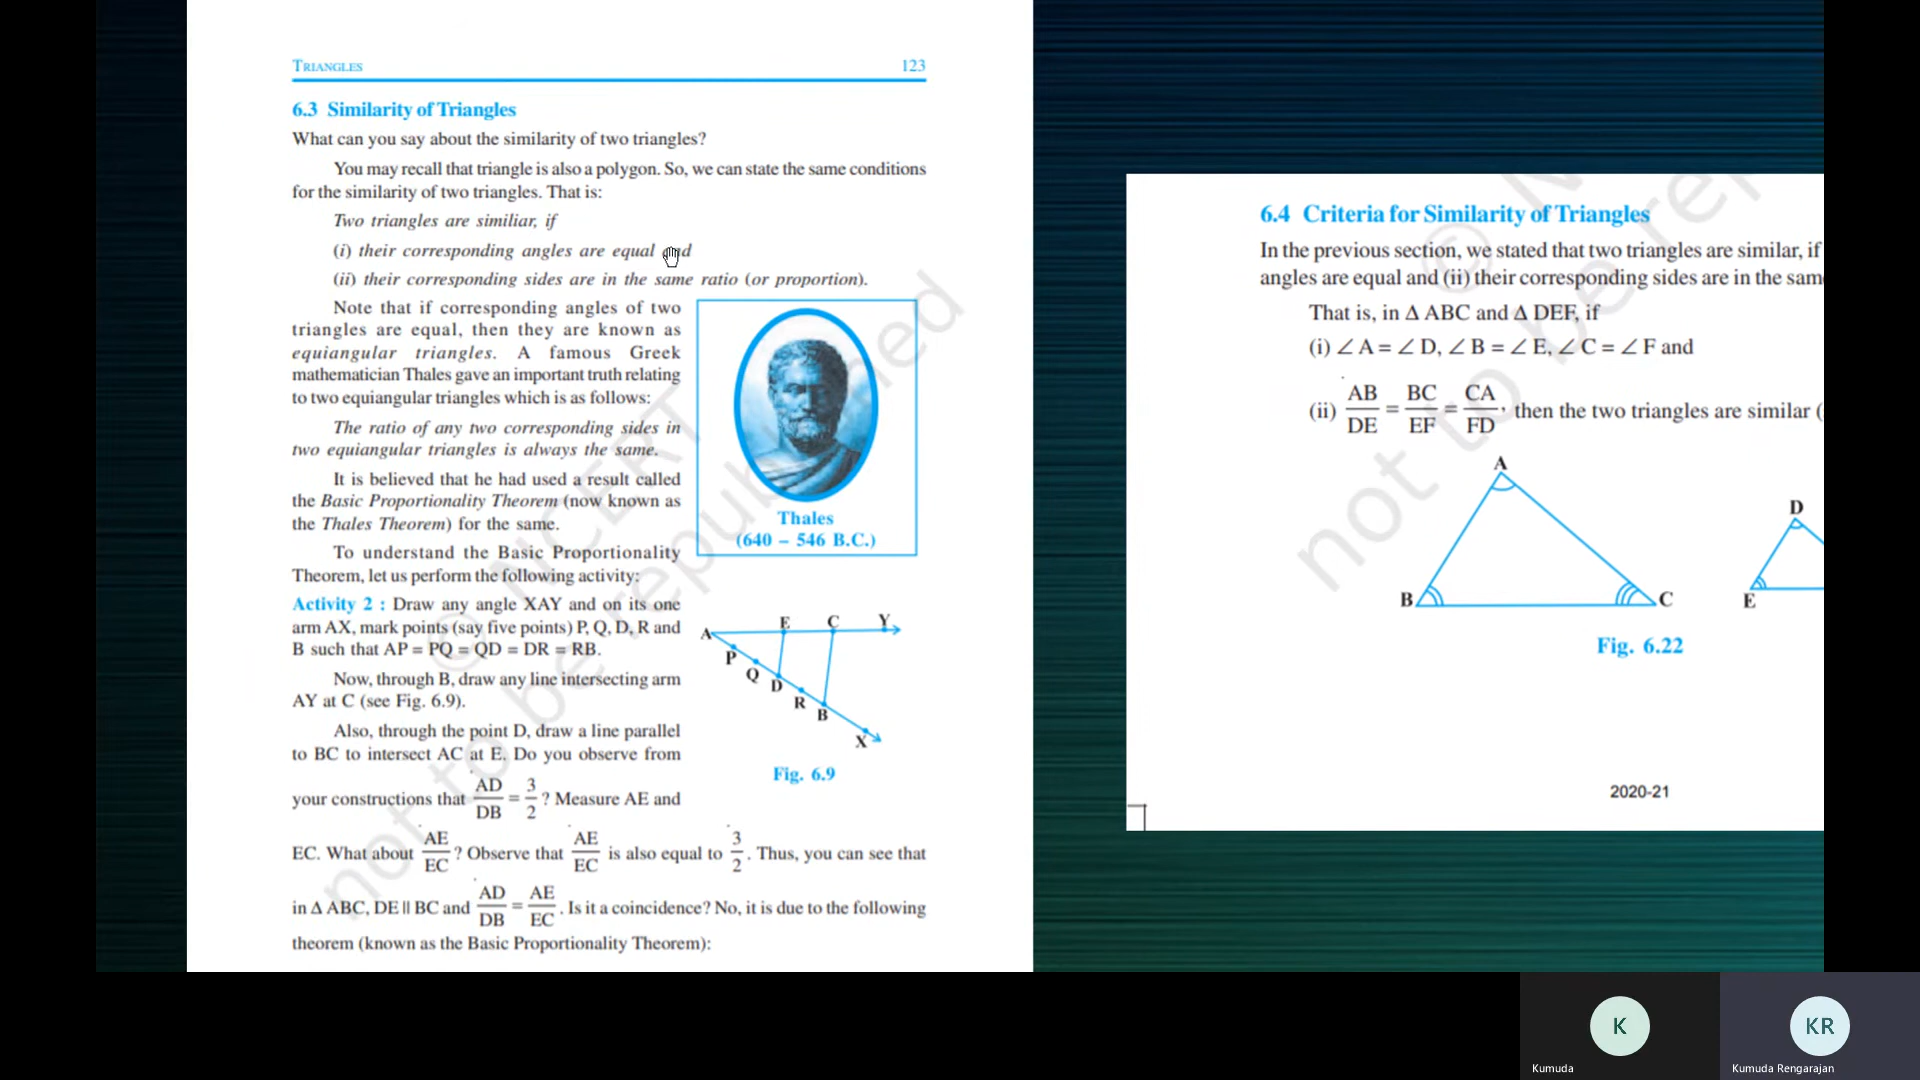 TRIANGLES 123
6.3 Similarity of Triangles
What can you say about the similarity of two triangles?
You may recall that triangle is also a polygon. So, we can state the same conditions
for the similarity of two triangles. That is:
Two triangles are similiar, if
(i) their corresponding angles are equal and
(ii) their corresponding sides are in the same ratio (or proportion).
Note that if corresponding angles of two
triangles are equal, then they are known as
equiangular triangles. A famous Greek
mathematician Thales gave an important truth relating
to two equiangular triangles which is as follows:
The ratio of any two corresponding sides in
two equiangular triangles is always the same.
It is believed that he had used a result called
the Basic Proportionality Theorem (now known as
the Thales Theorem) for the same.
To understand the Basic Proportionality
Theorem, let us perform the following activity:
Thales
(640 – 546 B.C.)
Activity 2 : Draw any angle XAY and on its one
arm AX, mark points (say five points) P, Q, D, R and
B such that AP = PQ = QD = DR = RB.
Now, through B, draw any line intersecting arm
AY at C (see Fig. 6.9).
Also, through the point D, draw a line parallel
to BC to intersect AC at E. Do you observe from
your constructions that AD/DB = 3/2 ? Measure AE and
A E C Y
P
Q
D
R
B
X
Fig. 6.9
EC. What about AE/EC ? Observe that AE/EC is also equal to 3/2 . Thus, you can see that
in Δ ABC, DE || BC and AD/DB = AE/EC . Is it a coincidence? No, it is due to the following
theorem (known as the Basic Proportionality Theorem):
© NCERT
not to be republished
6.4 Criteria for Similarity of Triangles
In the previous section, we stated that two triangles are similar, if
angles are equal and (ii) their corresponding sides are in the sam
That is, in Δ ABC and Δ DEF, if
(i) ∠ A = ∠ D, ∠ B = ∠ E, ∠ C = ∠ F and
(ii) AB/DE = BC/EF = CA/FD, then the two triangles are similar (
A
D
B C E
Fig. 6.22
2020-21
© N
not to be rep
K KR
Kumuda Kumuda Rengarajan